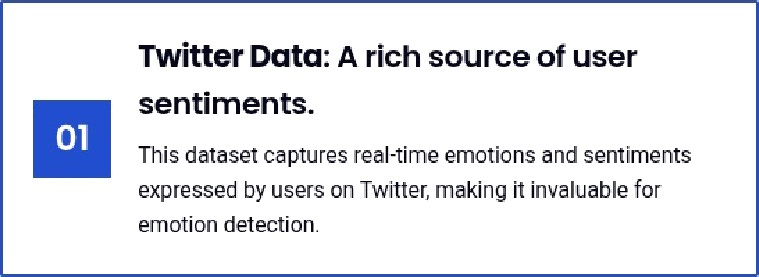 Twitter Data: A rich source of user
sentiments.
01
This dataset captures real-time emotions and sentiments
expressed by users on Twitter, making it invaluable for
emotion detection.